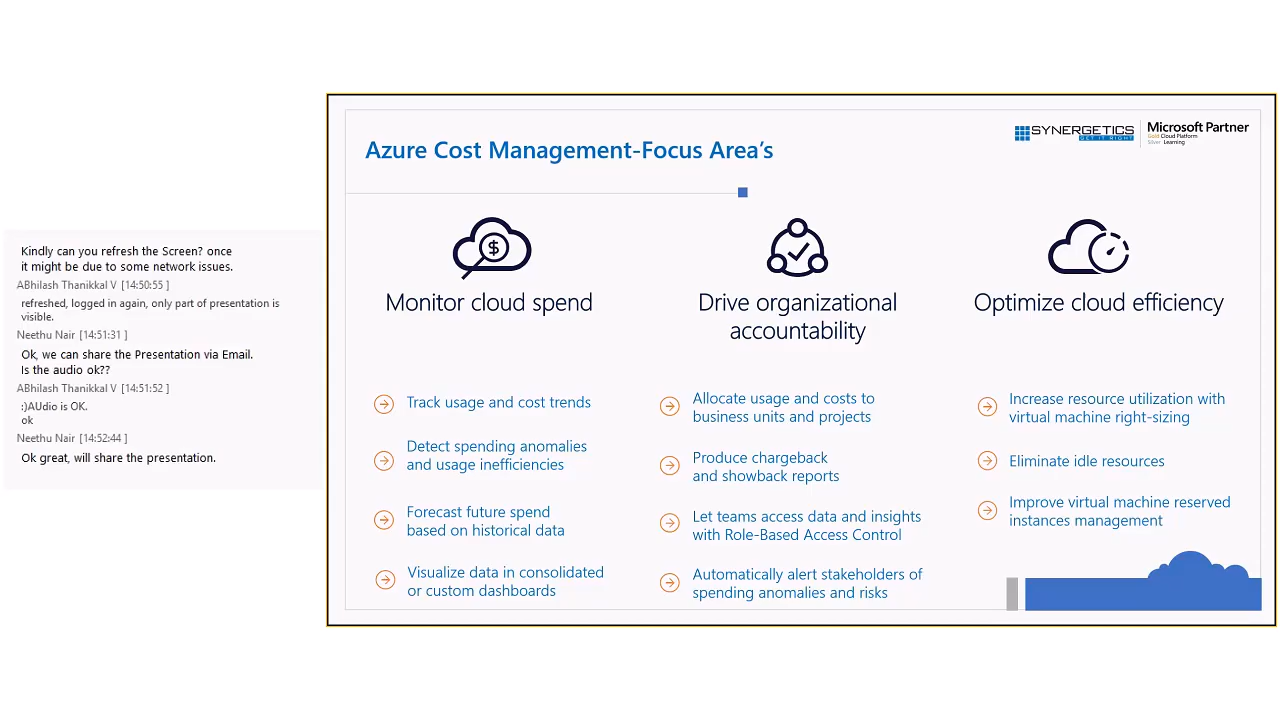 Kindly can you refresh the Screen? once
it might be due to some network issues.
ABhilash Thanikkal V [14:50:55 ]
refreshed, logged in again, only part of presentation is
visible.
Neethu Nair [14:51:31 ]
Ok, we can share the Presentation via Email.
Is the audio ok??
ABhilash Thanikkal V [14:51:52 ]
:)AUdio is OK.
ok
Neethu Nair [14:52:44 ]
Ok great, will share the presentation.
Azure Cost Management-Focus Area’s
SYNERGETICS
GET IT RIGHT
Microsoft Partner
Gold Cloud Platform
Silver Learning
Monitor cloud spend
Track usage and cost trends
Detect spending anomalies
and usage inefficiencies
Forecast future spend
based on historical data
Visualize data in consolidated
or custom dashboards
Drive organizational
accountability
Allocate usage and costs to
business units and projects
Produce chargeback
and showback reports
Let teams access data and insights
with Role-Based Access Control
Automatically alert stakeholders of
spending anomalies and risks
Optimize cloud efficiency
Increase resource utilization with
virtual machine right-sizing
Eliminate idle resources
Improve virtual machine reserved
instances management